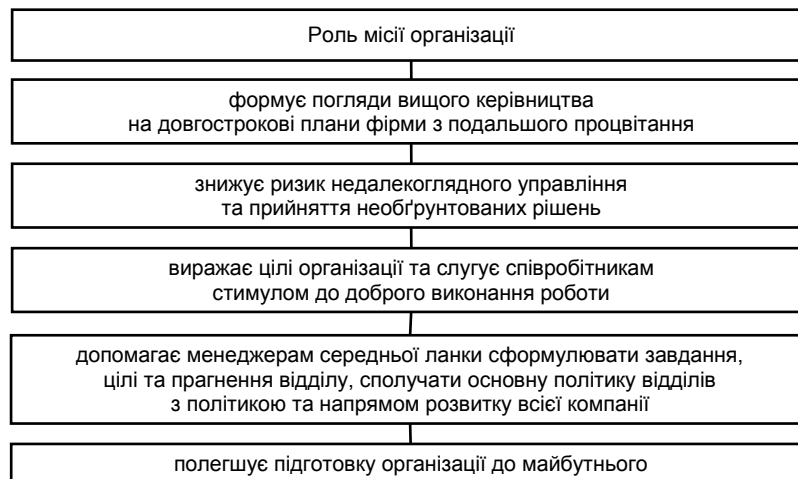 Роль місії організації
формує погляди вищого керівництва
на довгострокові плани фірми з подальшого процвітання
знижує ризик недалекоглядного управління
та прийняття необґрунтованих рішень
виражає цілі організації та слугує співробітникам
стимулом до доброго виконання роботи
допомагає менеджерам середньої ланки сформулювати завдання,
цілі та прагнення відділу, сполучати основну політику відділів
з політикою та напрямом розвитку всієї компанії
полегшує підготовку організації до майбутнього